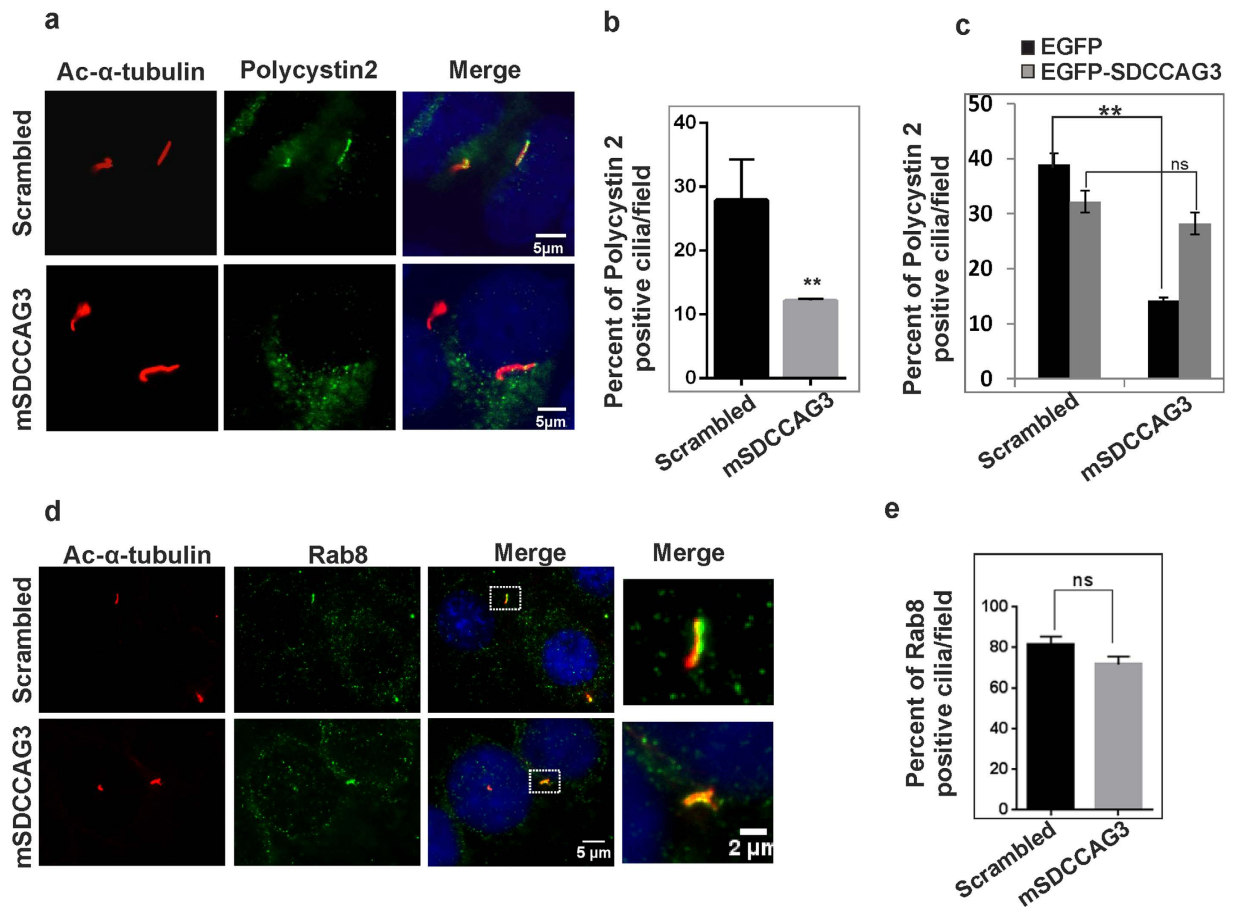 a
Ac-α-tubulin Polycystin2 Merge
Scrambled
5µm
mSDCCAG3
5µm
b
Percent of Polycystin 2
positive cilia/field
40
30
20
10
0
**
Scrambled
mSDCCAG3
c
EGFP
EGFP-SDCCAG3
Percent of Polycystin 2
positive cilia/field
50
40
30
20
10
0
**
ns
Scrambled
mSDCCAG3
d
Ac-α-tubulin Rab8 Merge Merge
Scrambled
mSDCCAG3
5 µm
2 µm
e
Percent of Rab8
positive cilia/field
100
80
60
40
20
0
ns
Scrambled
mSDCCAG3